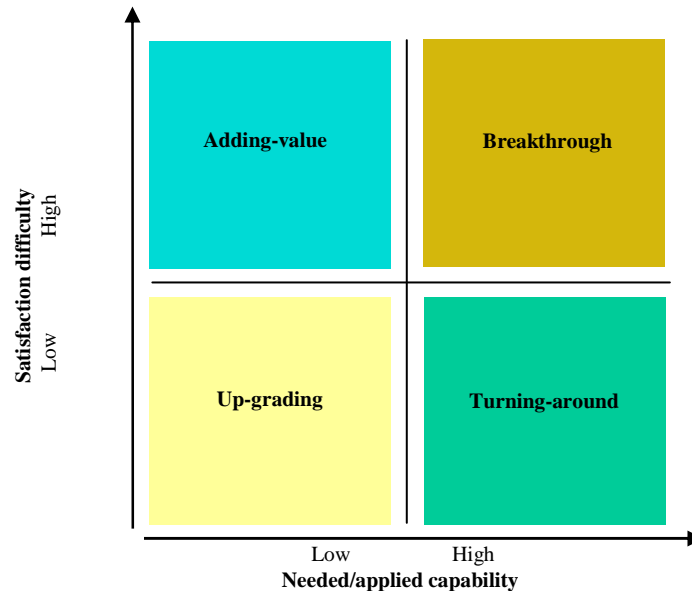 Adding-value
Breakthrough
Satisfaction difficulty
High
Low
Up-grading
Turning-around
Low
High
Needed/applied capability